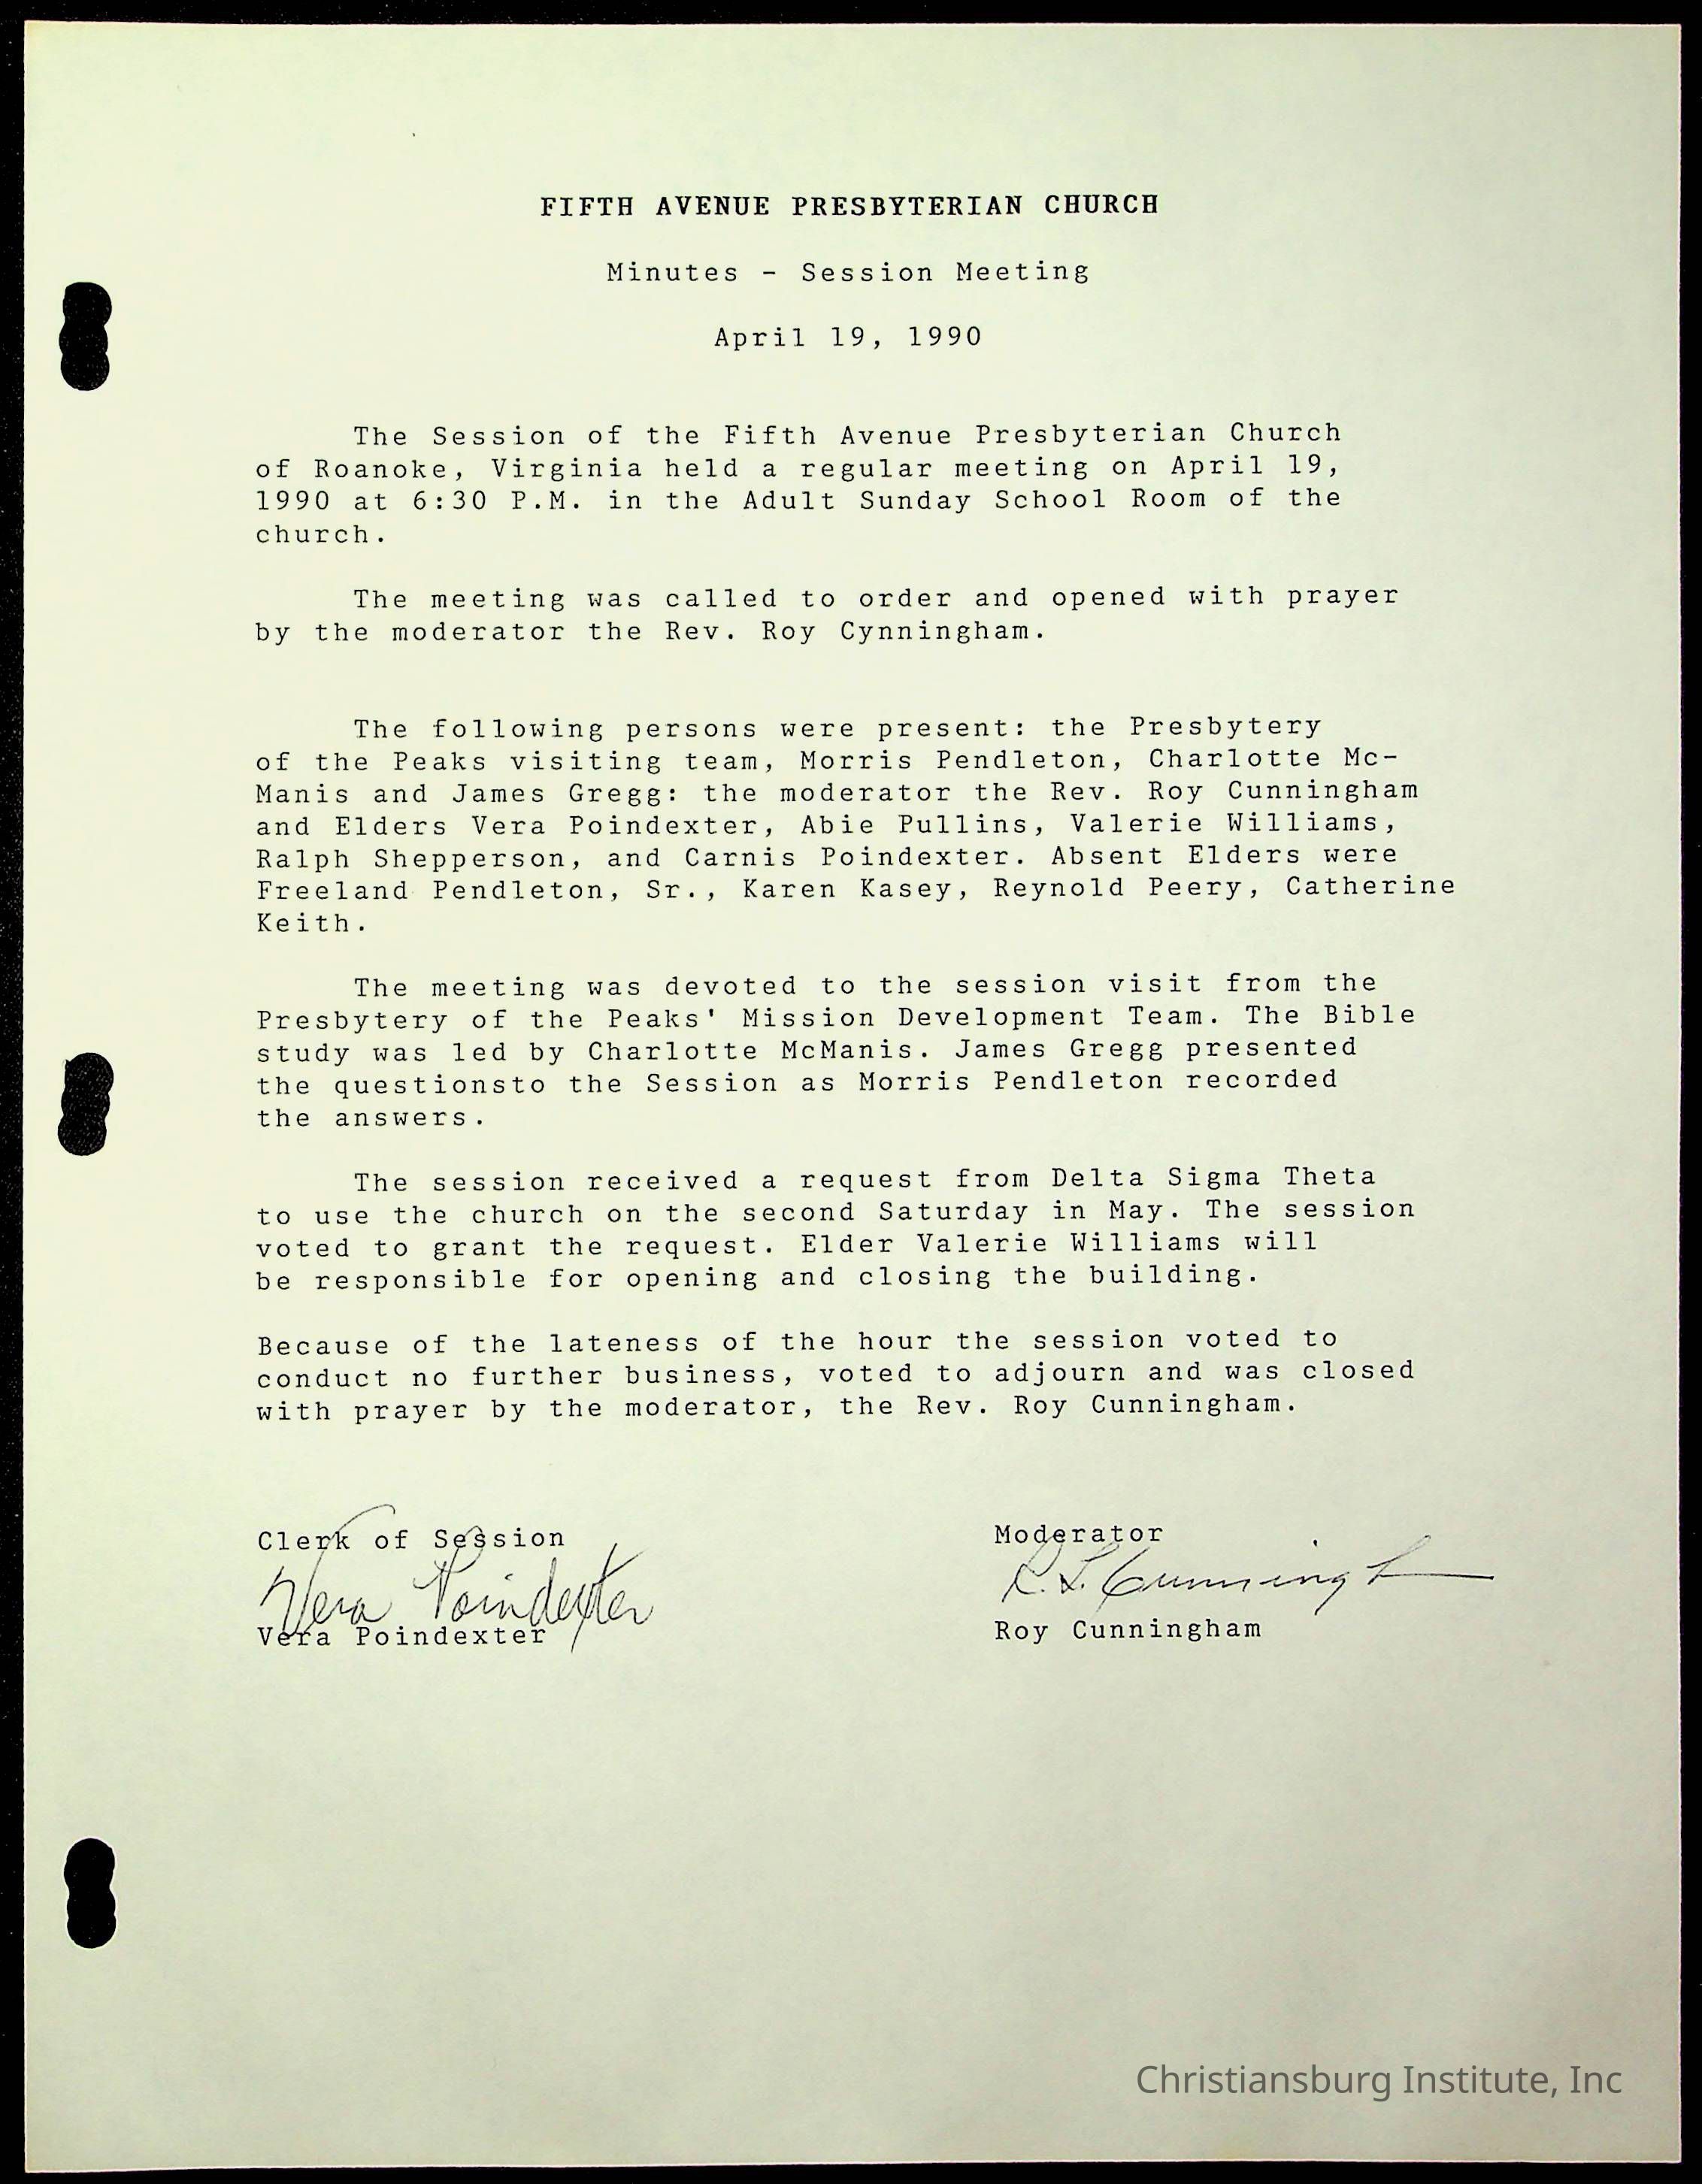 FIFTH AVENUE PRESBYTERIAN CHURCH
Minutes - Session Meeting
April 19, 1990
The Session of the Fifth Avenue Presbyterian Church
of Roanoke, Virginia held a regular meeting on April 19,
1990 at 6:30 P.M. in the Adult Sunday School Room of the
church.
The meeting was called to order and opened with prayer
by the moderator the Rev. Roy Cynningham.
The following persons were present: the Presbytery
of the Peaks visiting team, Morris Pendleton, Charlotte Mc-
Manis and James Gregg: the moderator the Rev. Roy Cunningham
and Elders Vera Poindexter, Abie Pullins, Valerie Williams,
Ralph Shepperson, and Carnis Poindexter. Absent Elders were
Freeland Pendleton, Sr., Karen Kasey, Reynold Peery, Catherine
Keith.
The meeting was devoted to the session visit from the
Presbytery of the Peaks' Mission Development Team. The Bible
study was led by Charlotte McManis. James Gregg presented
the questionsto the Session as Morris Pendleton recorded
the answers.
The session received a request from Delta Sigma Theta
to use the church on the second Saturday in May. The session
voted to grant the request. Elder Valerie Williams will
be responsible for opening and closing the building.
Because of the lateness of the hour the session voted to
conduct no further business, voted to adjourn and was closed
with prayer by the moderator, the Rev. Roy Cunningham.
Clerk of Session
Vera Poindexter
Vera Poindexter
Moderator
R. L. Cunningh
Roy Cunningham
Christiansburg Institute, Inc